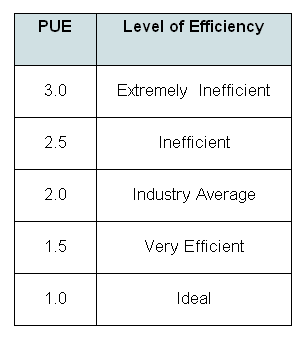 PUE Level of Efficiency
3.0 Extremely Inefficient
2.5 Inefficient
2.0 Industry Average
1.5 Very Efficient
1.0 Ideal